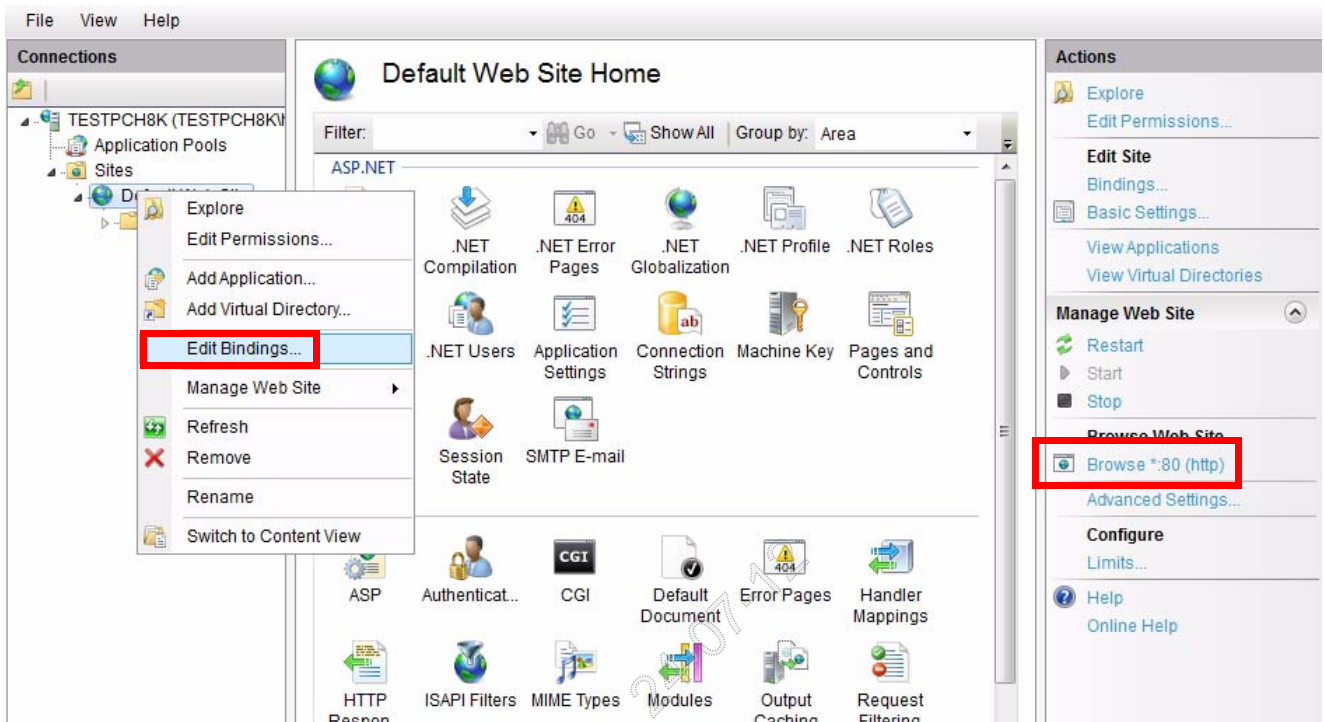 File View Help
Connections
TESTPCH8K (TESTPCH8K\
Application Pools
Sites
Explore
Edit Permissions...
Add Application...
Add Virtual Directory...
Edit Bindings...
Manage Web Site
Refresh
Remove
Rename
Switch to Content View
Default Web Site Home
Filter: Go Show All Group by: Area
ASP.NET
.NET Compilation
.NET Error Pages
.NET Globalization
.NET Profile
.NET Roles
.NET Users
Application Settings
Connection Strings
Machine Key
Pages and Controls
Session State
SMTP E-mail
ASP
Authenticat...
CGI
Default Document
Error Pages
Handler Mappings
HTTP Respon...
ISAPI Filters
MIME Types
Modules
Output Caching
Request Filtering
Actions
Explore
Edit Permissions...
Edit Site
Bindings...
Basic Settings...
View Applications
View Virtual Directories
Manage Web Site
Restart
Start
Stop
Browse Web Site
Browse *:80 (http)
Advanced Settings...
Configure
Limits...
Help
Online Help